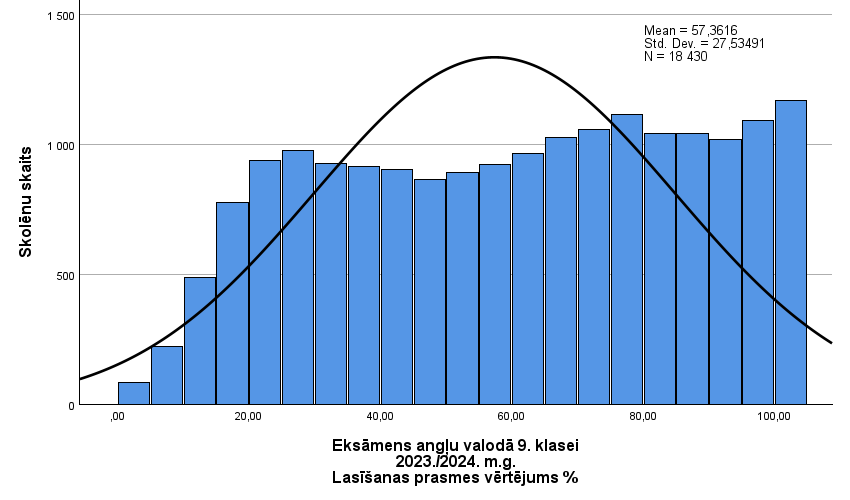 1 500
1 000
500
0
Skolēnu skaits
Mean = 57,3616
Std. Dev. = 27,53491
N = 18 430
,00 20,00 40,00 60,00 80,00 100,00
Eksāmens angļu valodā 9. klasei
2023./2024. m.g.
Lasīšanas prasmes vērtējums %